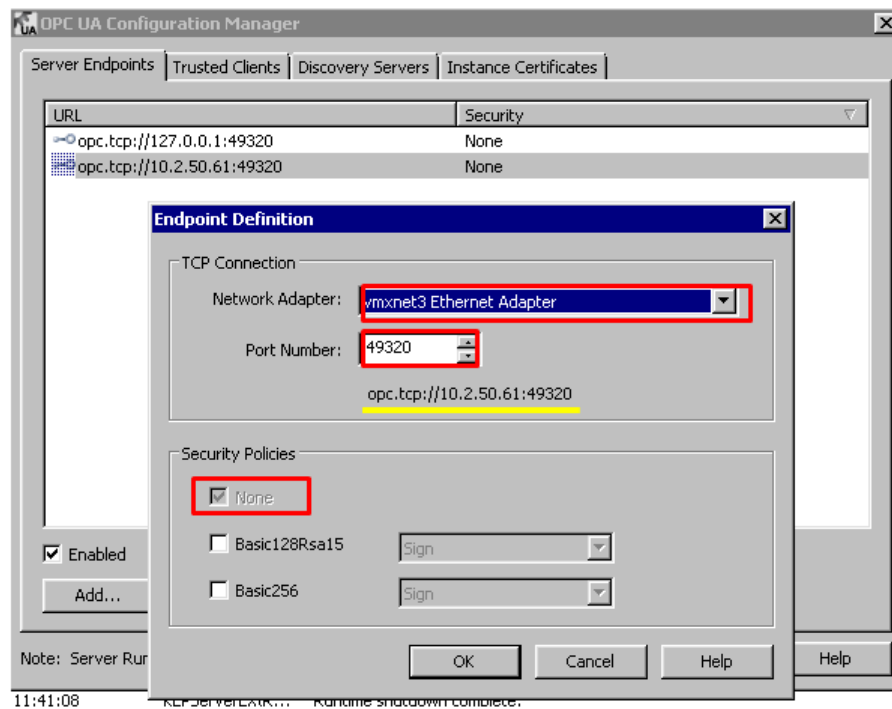 OPC UA Configuration Manager
Server Endpoints Trusted Clients Discovery Servers Instance Certificates
URL Security
opc.tcp://127.0.0.1:49320 None
opc.tcp://10.2.50.61:49320 None
Endpoint Definition
TCP Connection
Network Adapter: vmxnet3 Ethernet Adapter
Port Number: 49320
opc.tcp://10.2.50.61:49320
Security Policies
None
Basic128Rsa15 Sign
Basic256 Sign
Enabled
Add...
OK Cancel Help
Note: Server Run
Help
11:41:08 KEPServerEX\R... Runtime shutdown complete.